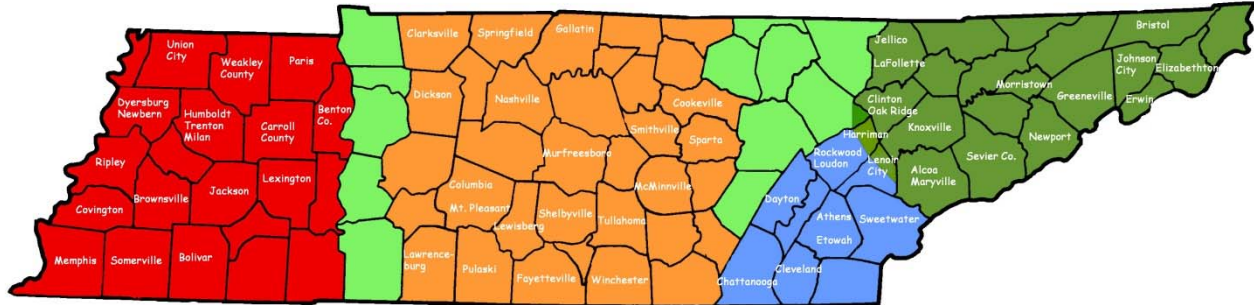 Union
City
Weakley
County
Paris
Dyersburg
Newbern
Humboldt
Trenton
Milan
Carroll
County
Benton
Co.
Ripley
Brownsville
Jackson
Lexington
Covington
Memphis
Somerville
Bolivar
Clarksville
Springfield
Gallatin
Dickson
Nashville
Cookeville
Smithville
Sparta
Murfreesboro
McMinnville
Columbia
Mt. Pleasant
Lewisberg
Shelbyville
Tullahoma
Lawrence-
burg
Pulaski
Fayetteville
Winchester
Rockwood
Loudon
Lenoir
City
Dayton
Athens
Etowah
Sweetwater
Chattanooga
Cleveland
Jellico
LaFollette
Clinton
Oak Ridge
Harriman
Knoxville
Alcoa
Maryville
Sevier Co.
Morristown
Newport
Greeneville
Bristol
Johnson
City
Elizabethton
Erwin